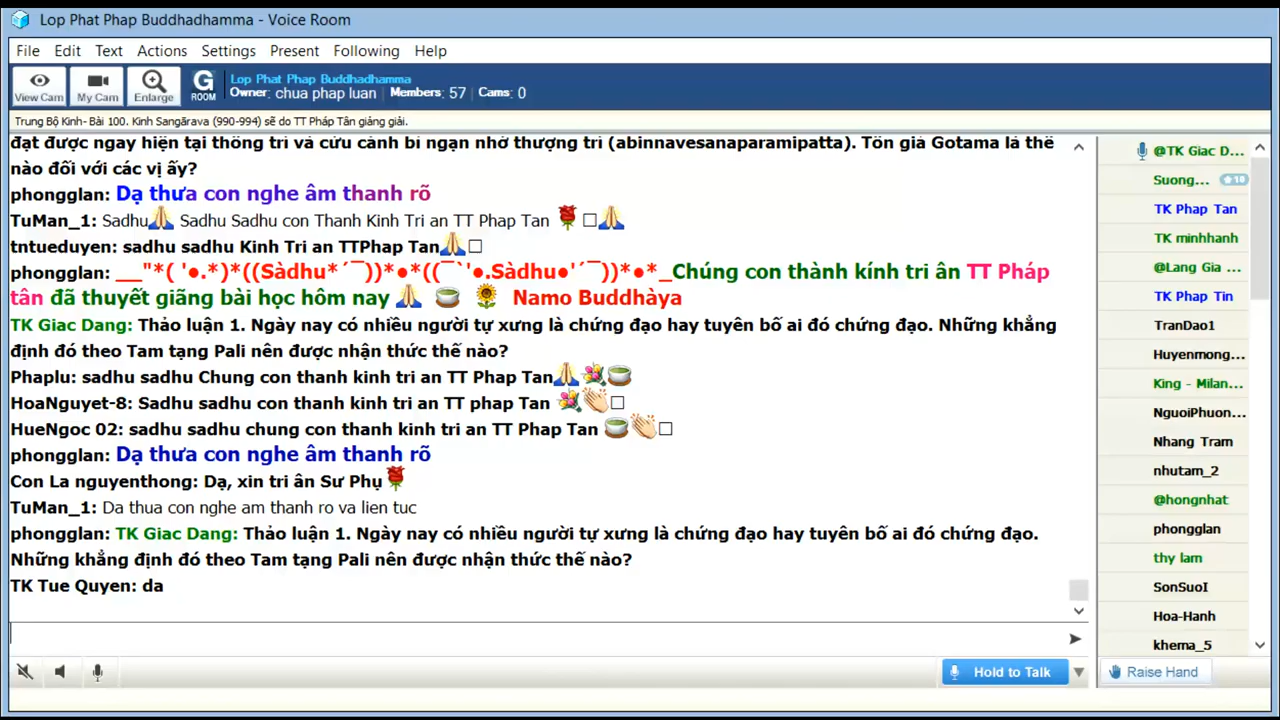 Lop Phat Phap Buddhadhamma - Voice Room
File Edit Text Actions Settings Present Following Help
View Cam My Cam Enlarge G ROOM
Lop Phat Phap Buddhadhamma
Owner: chua phap luan Members: 57 Cams: 0
Trung Bộ Kinh- Bài 100. Kinh Sangārava (990-994) sẽ do TT Pháp Tân giảng giải.
đạt được ngay hiện tại thông trí và cứu cánh bỉ ngạn nhờ thượng trí (abinnavesanaparamipatta). Tôn giả Gotama là thế
nào đối với các vị ấy?
phongglan: Dạ thưa con nghe âm thanh rõ
TuMan_1: Sadhu🙏 Sadhu Sadhu con Thanh Kinh Tri an TT Phap Tan 🌹□🙏
tntueduyen: sadhu sadhu Kinh Tri an TTPhap Tan🙏□
phongglan: __"*( '●.*)*((Sàdhu*´¯))*●*((¯`'●.Sàdhu●'´¯))*●*_Chúng con thành kính tri ân TT Pháp
tân đã thuyết giãng bài học hôm nay 🙏 🍵 🌻 Namo Buddhàya
TK Giac Dang: Thảo luận 1. Ngày nay có nhiều người tự xưng là chứng đạo hay tuyên bố ai đó chứng đạo. Những khẳng
định đó theo Tam tạng Pali nên được nhận thức thế nào?
Phaplu: sadhu sadhu Chung con thanh kinh tri an TT Phap Tan🙏💐🍵
HoaNguyet-8: Sadhu sadhu con thanh kinh tri an TT phap Tan 💐👏□
HueNgoc 02: sadhu sadhu chung con thanh kinh tri an TT Phap Tan 🍵👏□
phongglan: Dạ thưa con nghe âm thanh rõ
Con La nguyenthong: Dạ, xin tri ân Sư Phụ🌹
TuMan_1: Da thua con nghe am thanh ro va lien tuc
phongglan: TK Giac Dang: Thảo luận 1. Ngày nay có nhiều người tự xưng là chứng đạo hay tuyên bố ai đó chứng đạo.
Những khẳng định đó theo Tam tạng Pali nên được nhận thức thế nào?
TK Tue Quyen: da
Hold to Talk
@TK Giac D...
Suong... 10
TK Phap Tan
TK minhhanh
@Lang Gia ...
TK Phap Tin
TranDao1
Huyenmong...
King - Milan...
NguoiPhuon...
Nhang Tram
nhutam_2
@hongnhat
phongglan
thy lam
SonSuoI
Hoa-Hanh
khema_5
Raise Hand